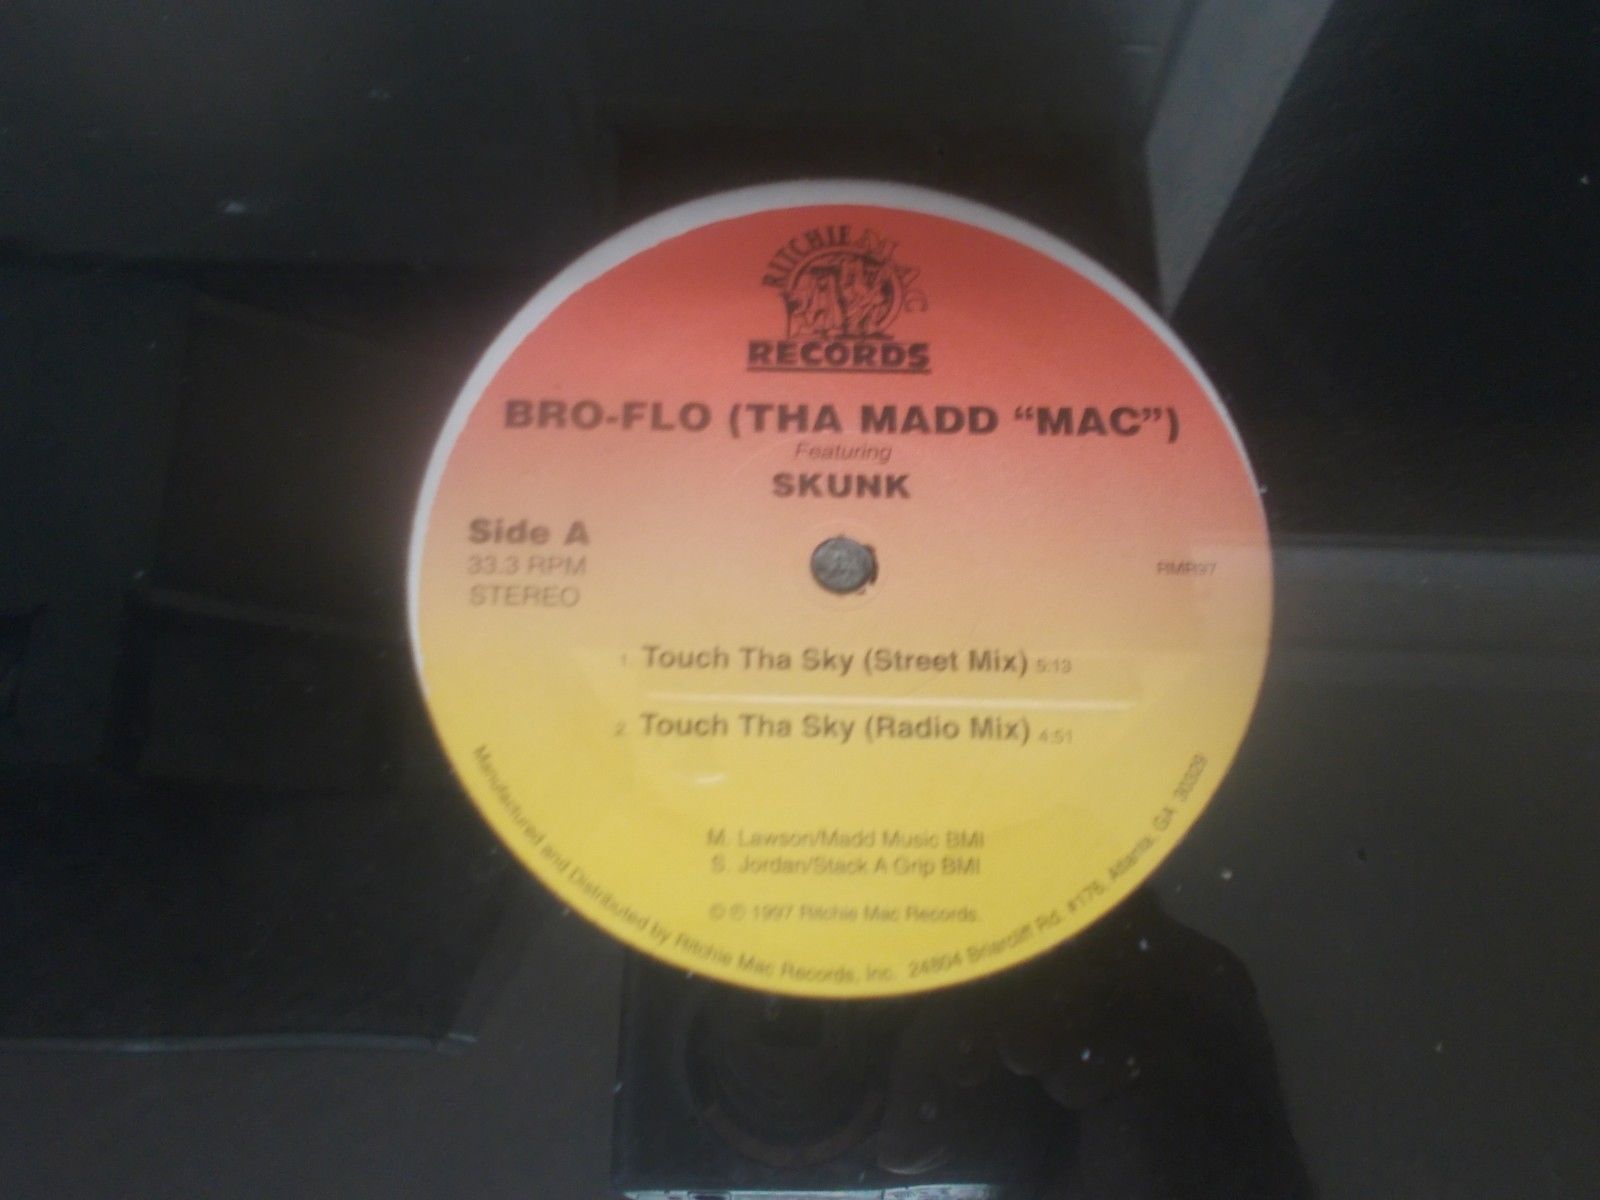 RITCHIE MAC
RECORDS
BRO-FLO (THA MADD “MAC”)
Featuring
SKUNK
Side A
33.3 RPM
STEREO
RMR97
1. Touch Tha Sky (Street Mix) 5:13
2. Touch Tha Sky (Radio Mix) 4:51
M. Lawson/Madd Music BMI
S. Jordan/Stack A Grip BMI
© ℗ 1997 Ritchie Mac Records.
Manufactured and Distributed by Ritchie Mac Records, Inc. 24804 Briarcliff Rd. #178, Atlanta, GA 30329